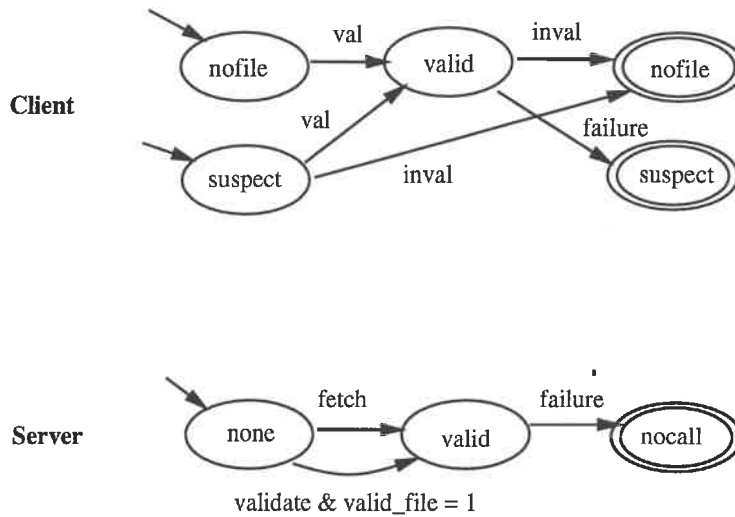 val
inval
nofile
valid
nofile
Client
val
failure
suspect
inval
suspect
fetch
failure
Server
none
valid
nocall
validate & valid_file = 1